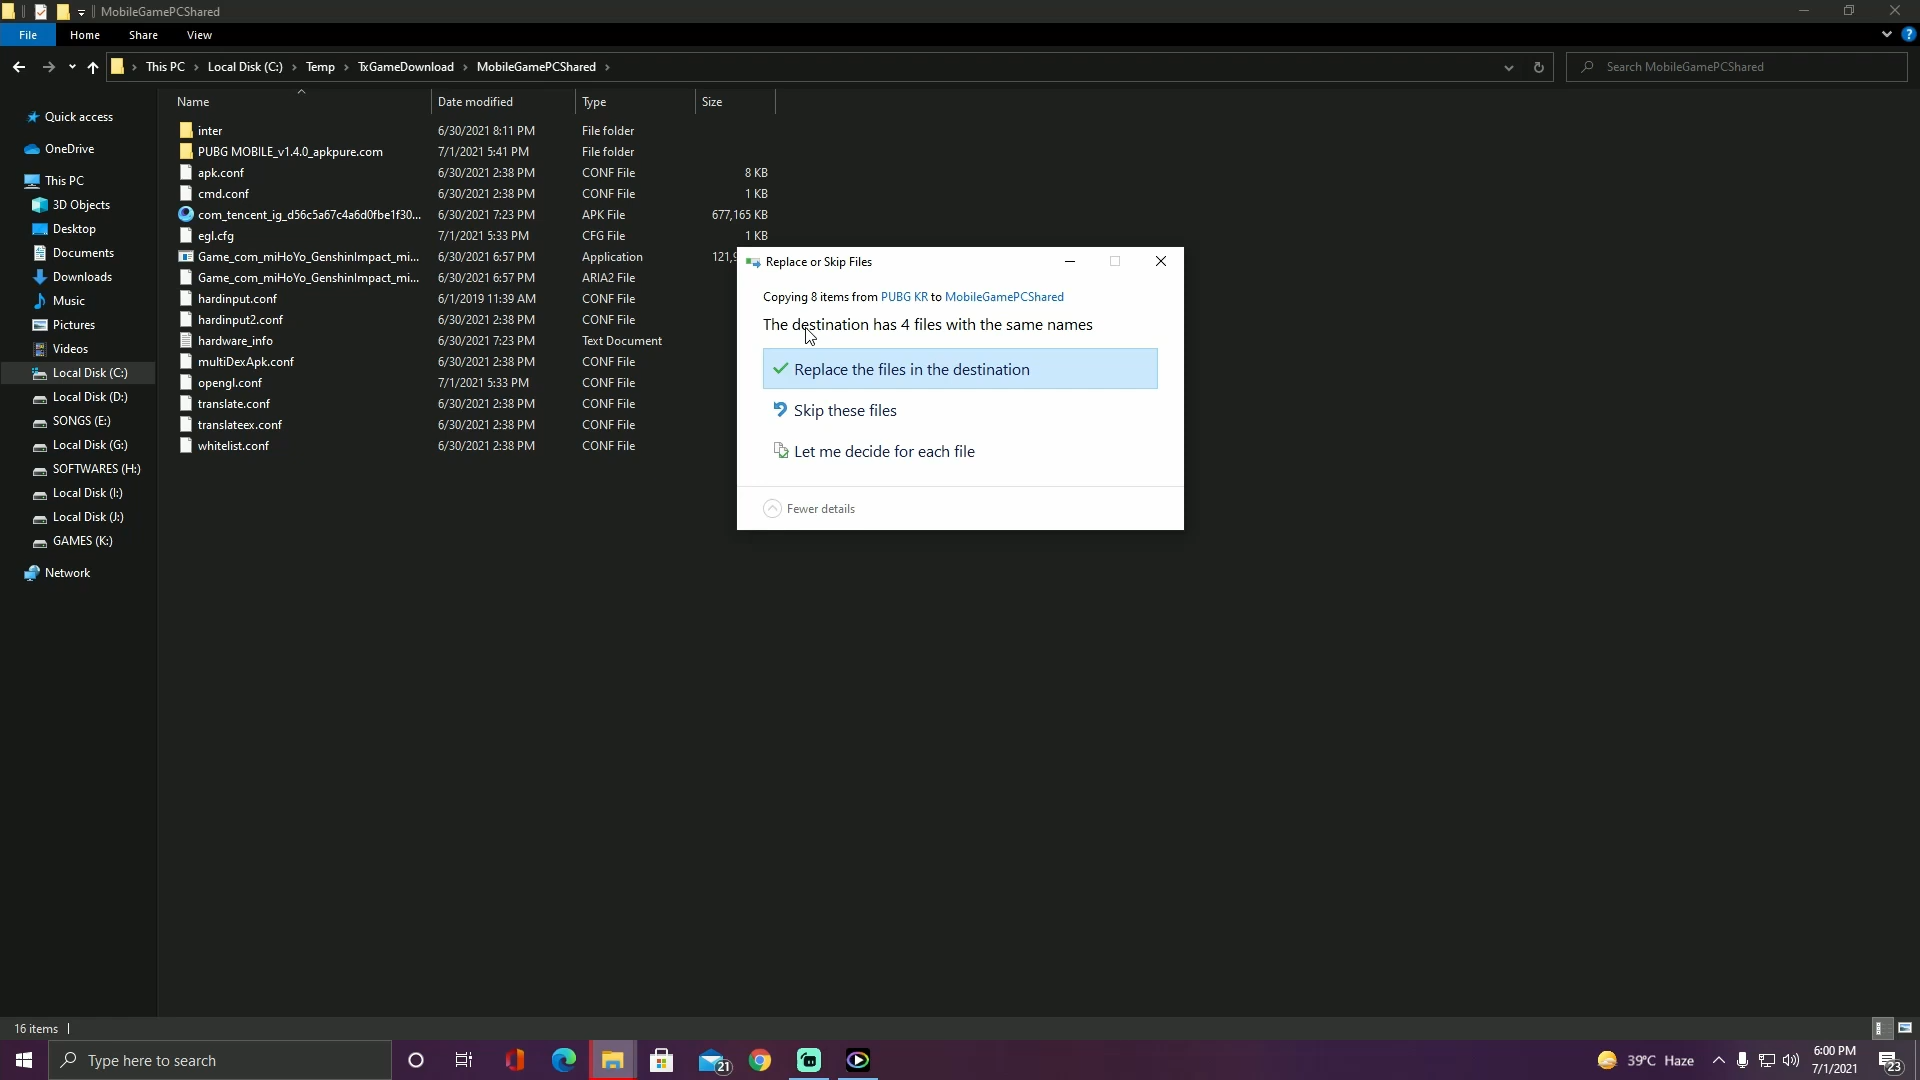 MobileGamePCShared
File Home Share View
This PC Local Disk (C:) Temp TxGameDownload MobileGamePCShared
Search MobileGamePCShared
Name Date modified Type Size
Quick access
OneDrive
This PC
3D Objects
Desktop
Documents
Downloads
Music
Pictures
Videos
Local Disk (C:)
Local Disk (D:)
SONGS (E:)
Local Disk (G:)
SOFTWARES (H:)
Local Disk (I:)
Local Disk (J:)
GAMES (K:)
Network
inter 6/30/2021 8:11 PM File folder
PUBG MOBILE_v1.4.0_apkpure.com 7/1/2021 5:41 PM File folder
apk.conf 6/30/2021 2:38 PM CONF File 8 KB
cmd.conf 6/30/2021 2:38 PM CONF File 1 KB
com_tencent_ig_d56c5a67c4a6d0fbe1f30... 6/30/2021 7:23 PM APK File 677,165 KB
egl.cfg 7/1/2021 5:33 PM CFG File 1 KB
Game_com_miHoYo_GenshinImpact_mi... 6/30/2021 6:57 PM Application 121,9
Game_com_miHoYo_GenshinImpact_mi... 6/30/2021 6:57 PM ARIA2 File
hardinput.conf 6/1/2019 11:39 AM CONF File
hardinput2.conf 6/30/2021 2:38 PM CONF File
hardware_info 6/30/2021 7:23 PM Text Document
multiDexApk.conf 6/30/2021 2:38 PM CONF File
opengl.conf 7/1/2021 5:33 PM CONF File
translate.conf 6/30/2021 2:38 PM CONF File
translateex.conf 6/30/2021 2:38 PM CONF File
whitelist.conf 6/30/2021 2:38 PM CONF File
Replace or Skip Files
Copying 8 items from PUBG KR to MobileGamePCShared
The destination has 4 files with the same names
Replace the files in the destination
Skip these files
Let me decide for each file
Fewer details
16 items
Type here to search
21
39°C Haze
6:00 PM
7/1/2021
23